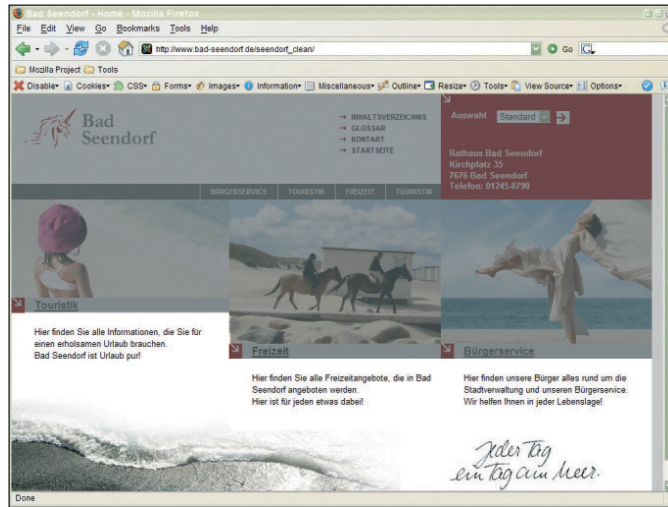 Bad Seendorf - Home - Mozilla Firefox
File Edit View Go Bookmarks Tools Help
http://www.bad-seendorf.de/seendorf_clean/ Go G
Mozilla Project Tools
Disable Cookies CSS Forms Images Information Miscellaneous Outline Resize Tools View Source Options
Bad
Seendorf
INHALTSVERZEICHNIS
GLOSSAR
KONTAKT
STARTSEITE
Auswahl Standard
Rathaus Bad Seendorf
Kirchplatz 35
7676 Bad Seendorf
Telefon: 01245-8790
BÜRGERSERVICE TOURISTIK FREIZEIT TOURISTIK
Touristik
Hier finden Sie alle Informationen, die Sie für
einen erholsamen Urlaub brauchen.
Bad Seendorf ist Urlaub pur!
Freizeit
Hier finden Sie alle Freizeitangebote, die in Bad
Seendorf angeboten werden.
Hier ist für jeden etwas dabei!
Bürgerservice
Hier finden unsere Bürger alles rund um die
Stadtverwaltung und unseren Bürgerservice.
Wir helfen Ihnen in jeder Lebenslage!
Jeder Tag
ein Tag am Meer.
Done